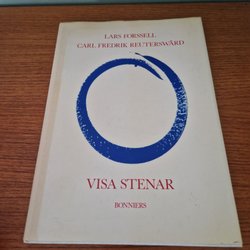 LARS FORSSELL
CARL FREDRIK REUTERSWÄRD
VISA STENAR
BONNIERS